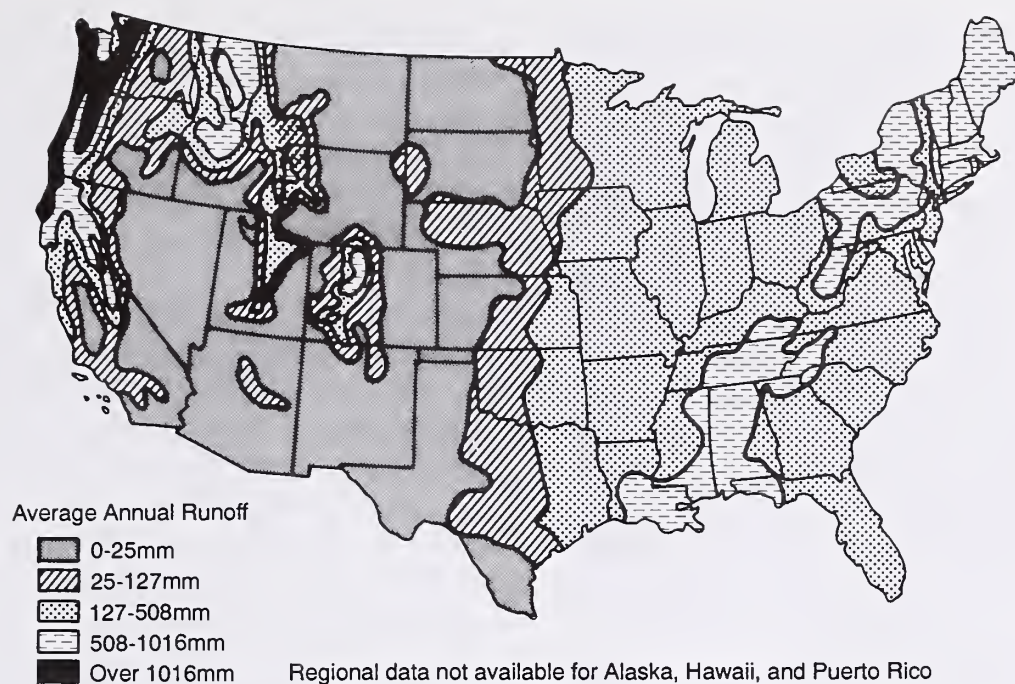 Average Annual Runoff
0-25mm
25-127mm
127-508mm
508-1016mm
Over 1016mm
Regional data not available for Alaska, Hawaii, and Puerto Rico